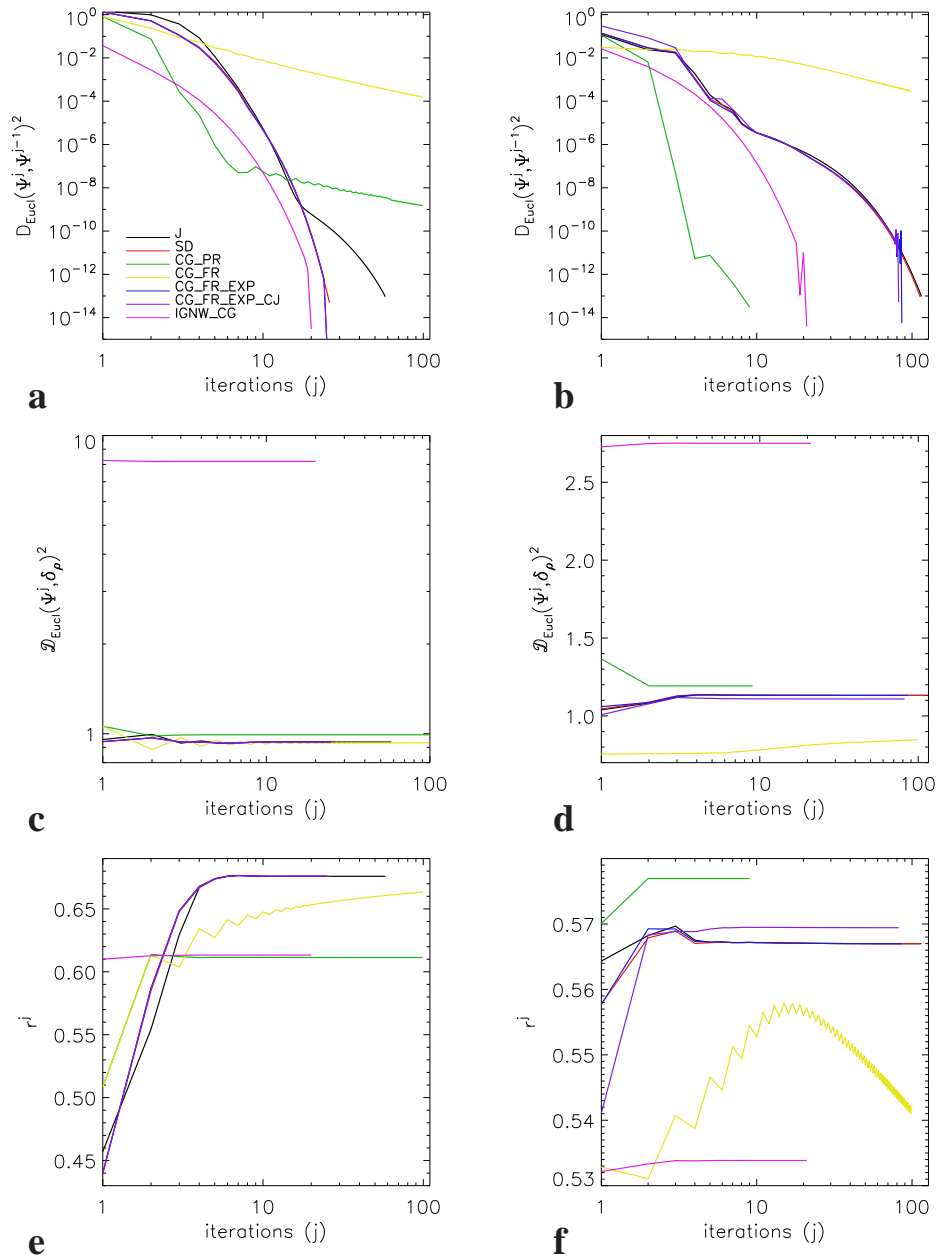 10^0
10^-2
10^-4
10^-6
10^-8
10^-10
10^-12
10^-14
D_Eucl(Ψ^j,Ψ^j-1)^2
J
SD
CG_PR
CG_FR
CG_FR_EXP
CG_FR_EXP_CJ
IGNW_CG
1 10 100
iterations (j)
a
10^0
10^-2
10^-4
10^-6
10^-8
10^-10
10^-12
10^-14
D_Eucl(Ψ^j,Ψ^j-1)^2
1 10 100
iterations (j)
b
10
1
𝒟_Eucl(Ψ^j,δ_ρ)^2
1 10 100
iterations (j)
c
2.5
2.0
1.5
1.0
𝒟_Eucl(Ψ^j,δ_ρ)^2
1 10 100
iterations (j)
d
0.65
0.60
0.55
0.50
0.45
r^j
1 10 100
iterations (j)
e
0.57
0.56
0.55
0.54
0.53
r^j
1 10 100
iterations (j)
f